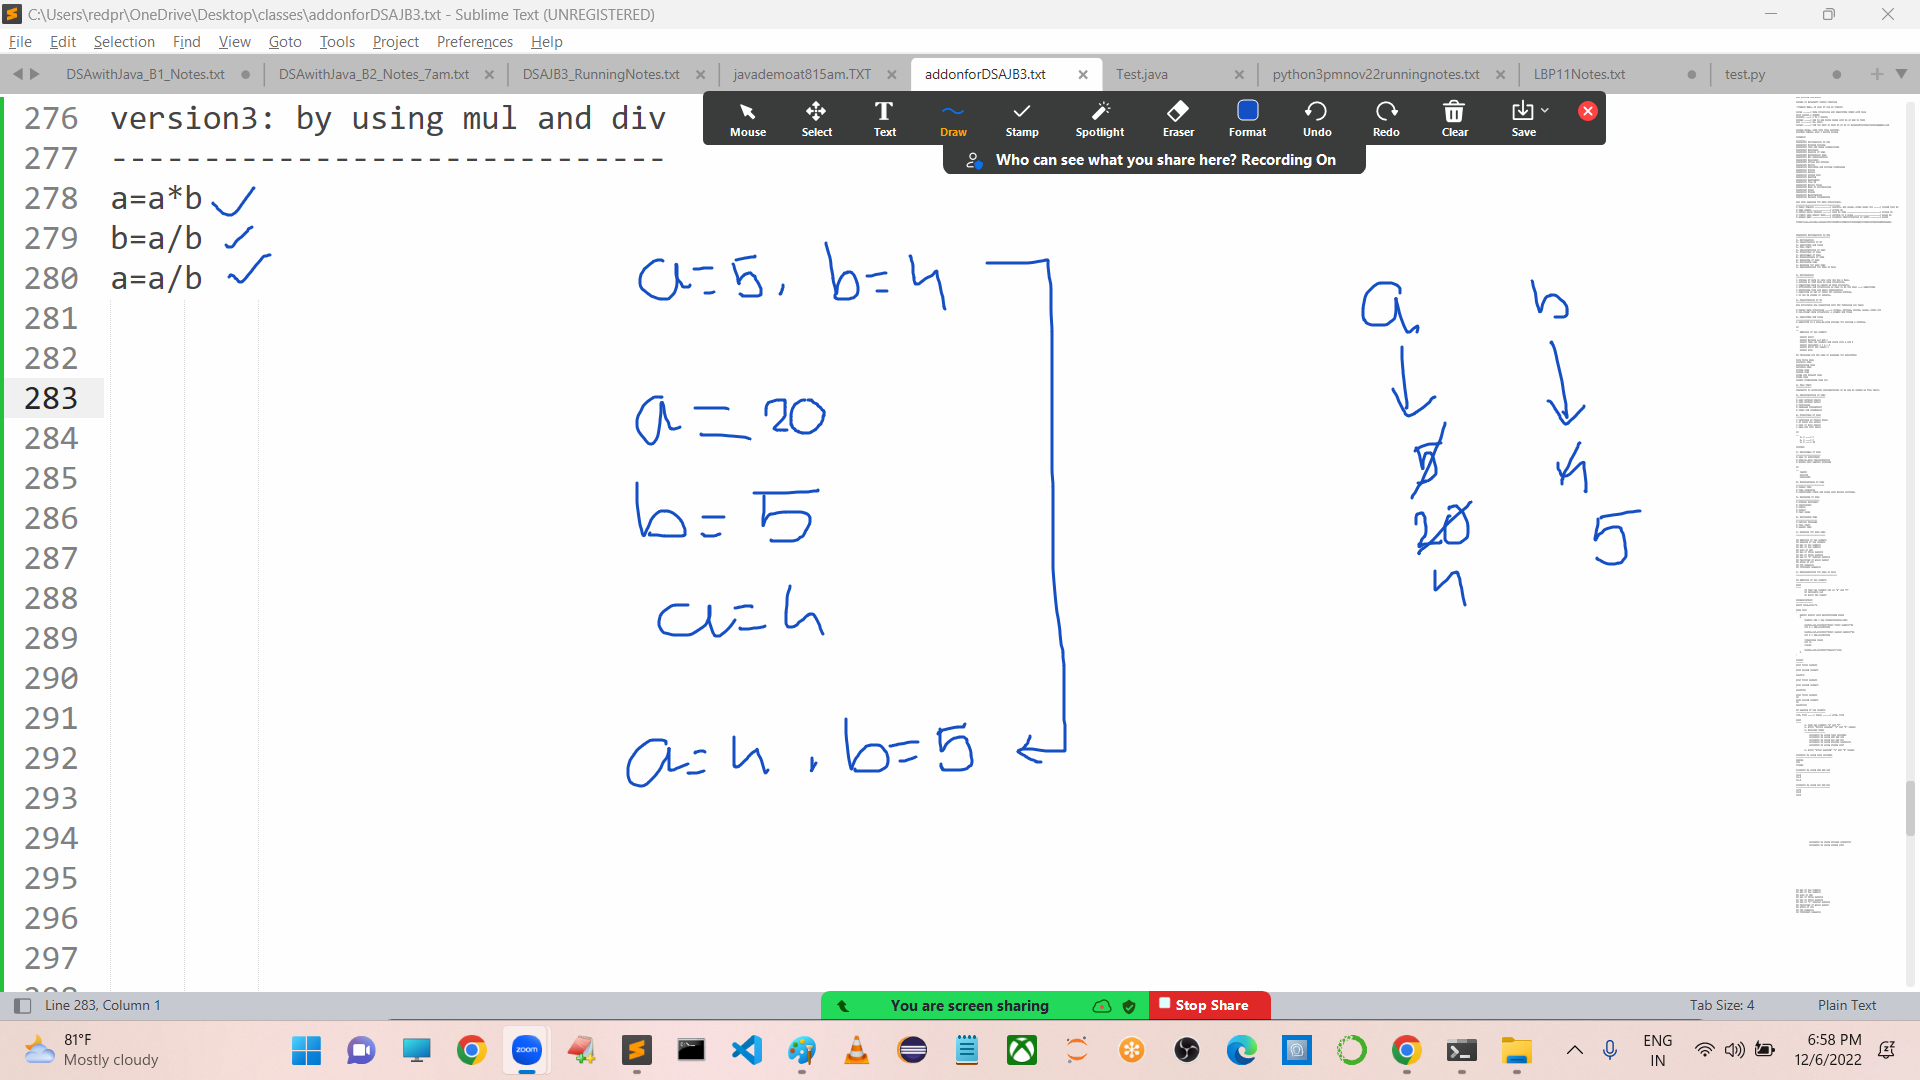 C:\Users\redpr\OneDrive\Desktop\classes\addonforDSAJB3.txt - Sublime Text (UNREGISTERED)
File Edit Selection Find View Goto Tools Project Preferences Help
DSAwithJava_B1_Notes.txt DSAwithJava_B2_Notes_7am.txt DSAJB3_RunningNotes.txt javademoat815am.TXT addonforDSAJB3.txt Test.java python3pmnov22runningnotes.txt LBP11Notes.txt test.py
Mouse Select Text Draw Stamp Spotlight Eraser Format Undo Redo Clear Save
Who can see what you share here? Recording On
276 version3: by using mul and div
277 ------------------------------
278 a=a*b
279 b=a/b
280 a=a/b
281
282
283
284
285
286
287
288
289
290
291
292
293
294
295
296
297
a=5, b=4
a=20
b=5
a=4
a=4, b=5
a b
5 4
20 5
4
Line 283, Column 1
You are screen sharing
Stop Share
Tab Size: 4
Plain Text
81°F
Mostly cloudy
zoom
ENG
IN
6:58 PM
12/6/2022